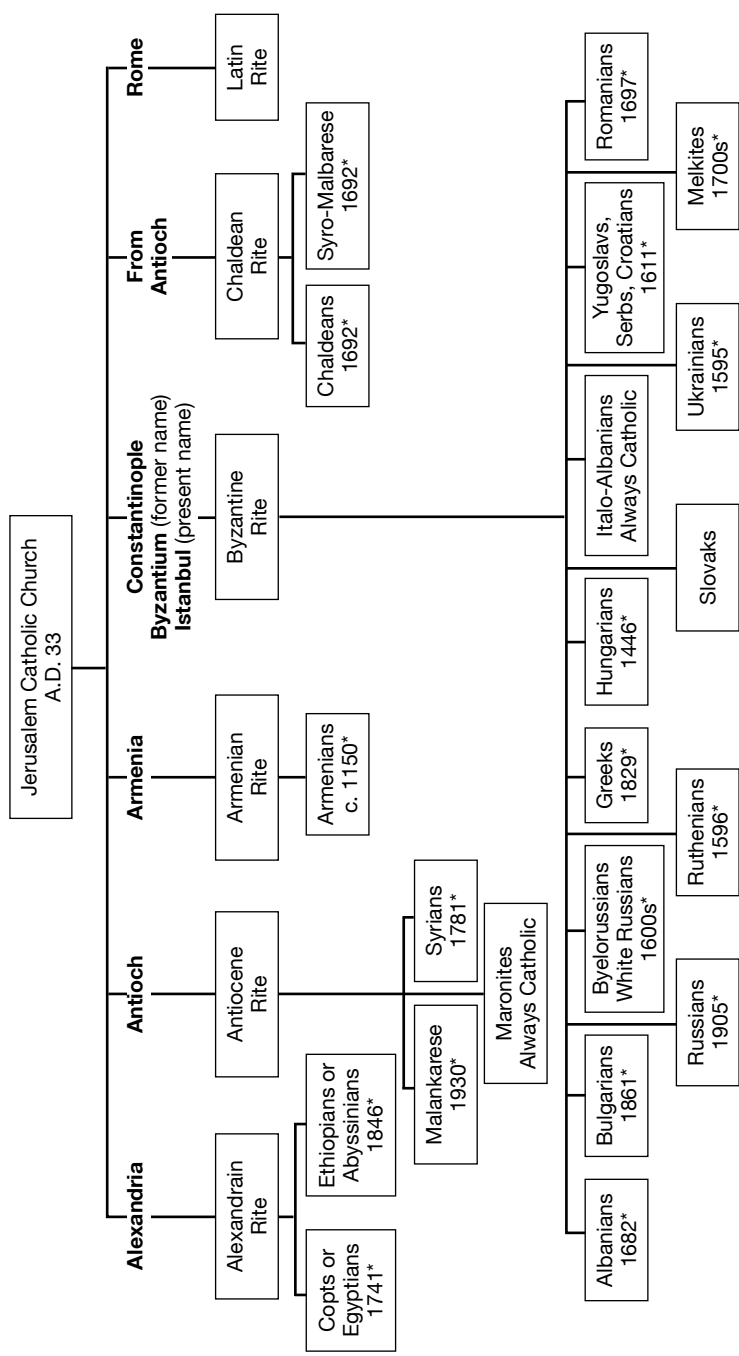 Jerusalem Catholic Church
A.D. 33
Alexandria
Antioch
Armenia
Constantinople
Byzantium (former name)
Istanbul (present name)
From
Antioch
Rome
Alexandrain
Rite
Antiocene
Rite
Armenian
Rite
Byzantine
Rite
Chaldean
Rite
Latin
Rite
Copts or
Egyptians
1741*
Ethiopians or
Abyssinians
1846*
Armenians
c. 1150*
Chaldeans
1692*
Syro-Malbarese
1692*
Malankarese
1930*
Syrians
1781*
Maronites
Always Catholic
Albanians
1682*
Bulgarians
1861*
Byelorussians
White Russians
1600s*
Greeks
1829*
Hungarians
1446*
Italo-Albanians
Always Catholic
Yugoslavs,
Serbs, Croatians
1611*
Romanians
1697*
Russians
1905*
Ruthenians
1596*
Slovaks
Ukrainians
1595*
Melkites
1700s*